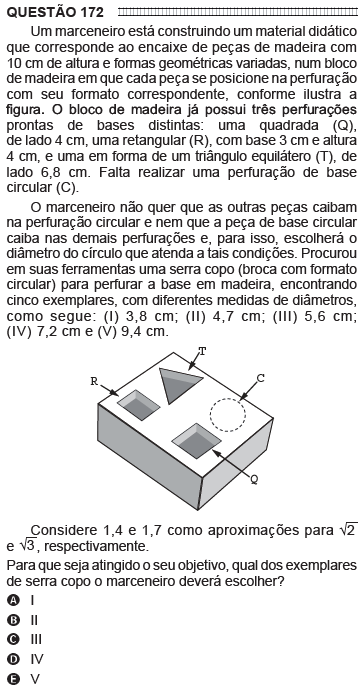 QUESTÃO 172
Um marceneiro está construindo um material didático
que corresponde ao encaixe de peças de madeira com
10 cm de altura e formas geométricas variadas, num bloco
de madeira em que cada peça se posicione na perfuração
com seu formato correspondente, conforme ilustra a
figura. O bloco de madeira já possui três perfurações
prontas de bases distintas: uma quadrada (Q),
de lado 4 cm, uma retangular (R), com base 3 cm e altura
4 cm, e uma em forma de um triângulo equilátero (T), de
lado 6,8 cm. Falta realizar uma perfuração de base
circular (C).
O marceneiro não quer que as outras peças caibam
na perfuração circular e nem que a peça de base circular
caiba nas demais perfurações e, para isso, escolherá o
diâmetro do círculo que atenda a tais condições. Procurou
em suas ferramentas uma serra copo (broca com formato
circular) para perfurar a base em madeira, encontrando
cinco exemplares, com diferentes medidas de diâmetros,
como segue: (I) 3,8 cm; (II) 4,7 cm; (III) 5,6 cm;
(IV) 7,2 cm e (V) 9,4 cm.
T
R
C
Q
Considere 1,4 e 1,7 como aproximações para √2
e √3, respectivamente.
Para que seja atingido o seu objetivo, qual dos exemplares
de serra copo o marceneiro deverá escolher?
A I
B II
C III
D IV
E V